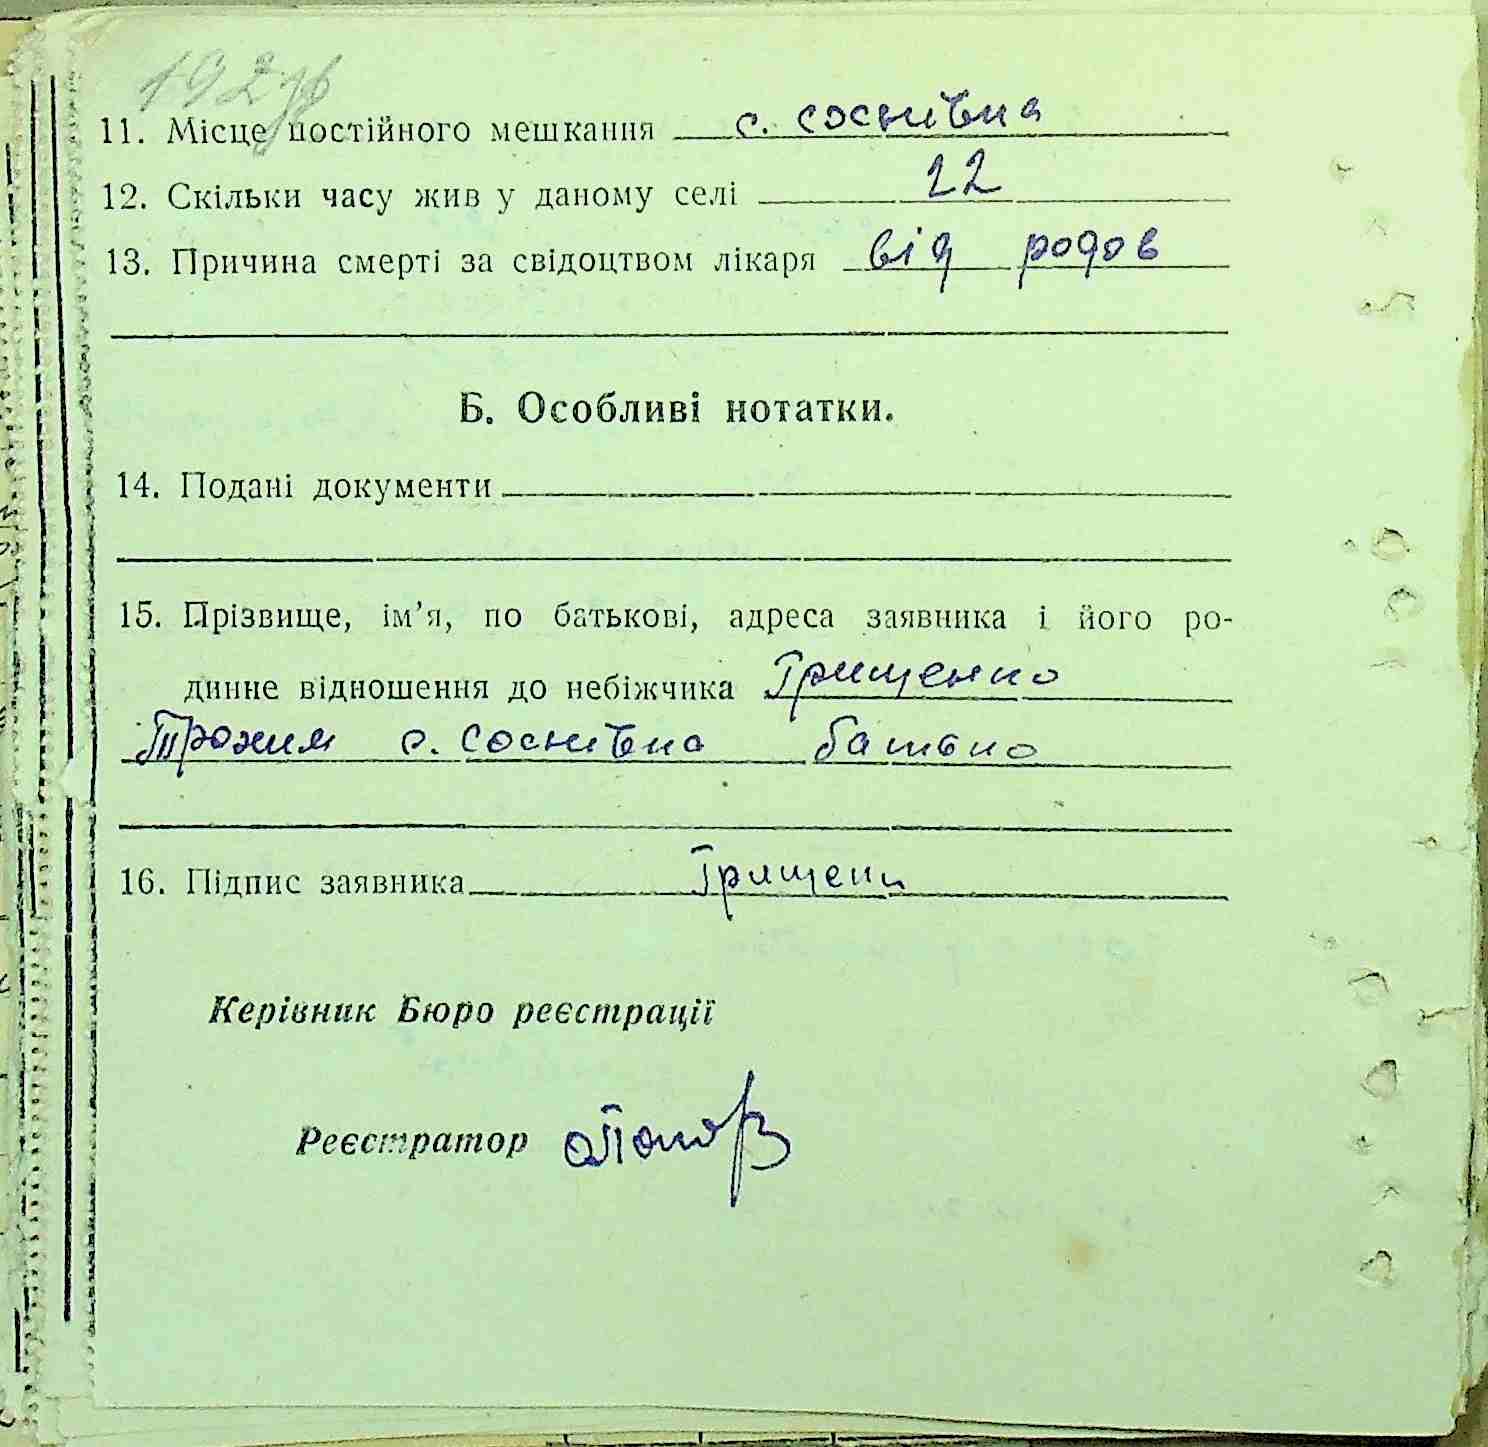 192зв
11. Місце постійного мешкання с. соснівка
12. Скільки часу жив у даному селі 22
13. Причина смерті за свідоцтвом лікаря від родов
Б. Особливі нотатки.
14. Подані документи
15. Прізвище, ім’я, по батькові, адреса заявника і його ро-
динне відношення до небіжчика Грищенко
Трохим с. Соснівка батько
16. Підпис заявника Грищенк
Керівник Бюро реєстрації
Реєстратор